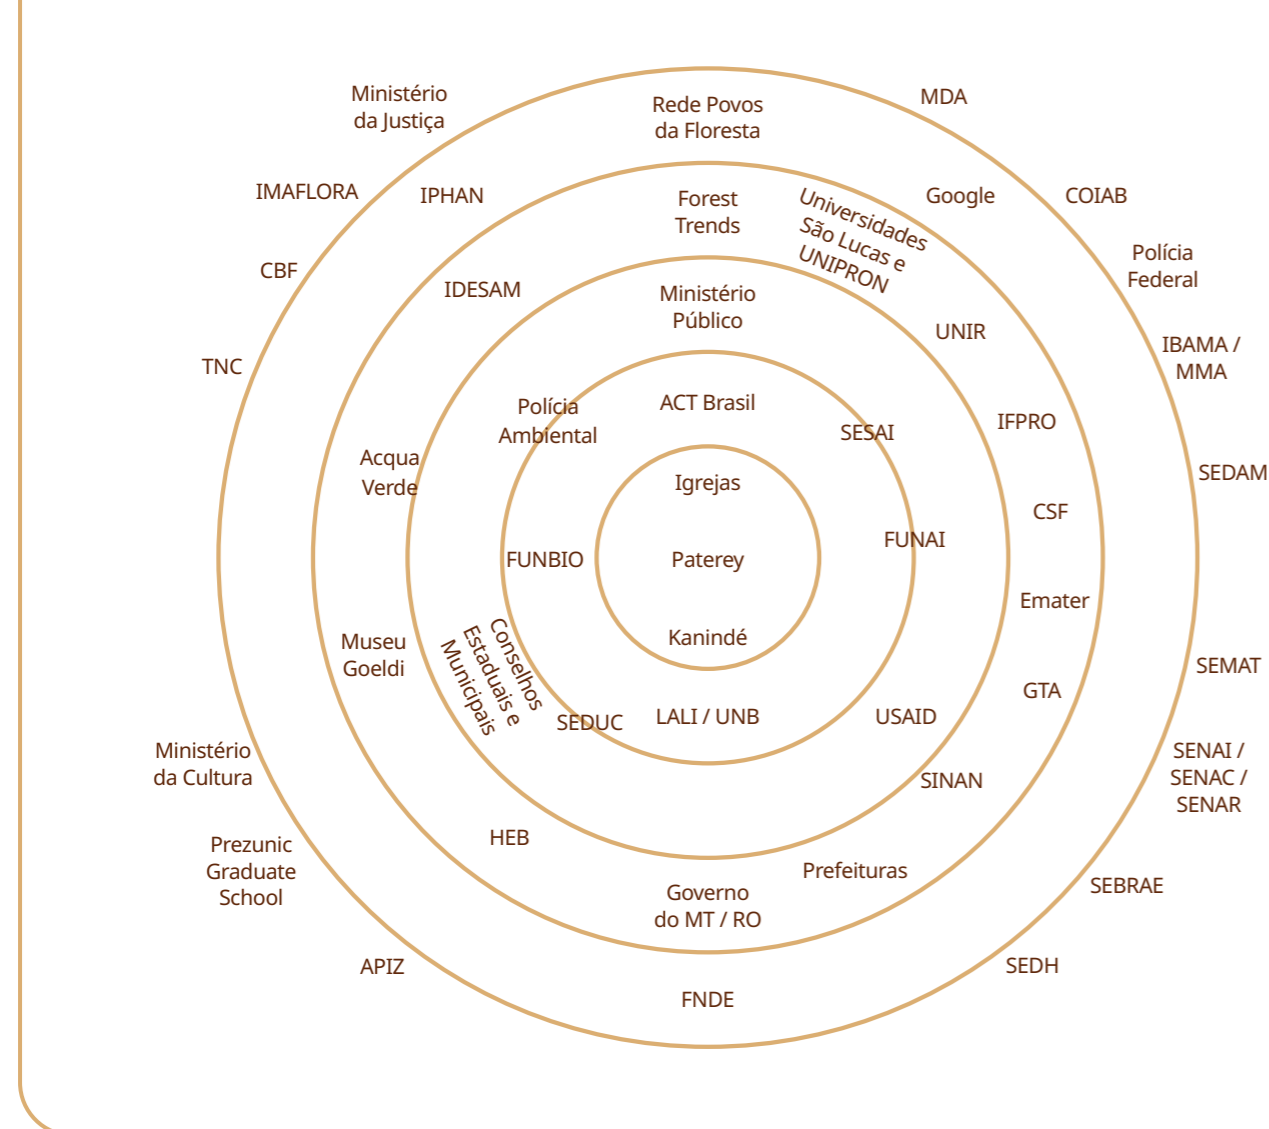 Ministério
da Justiça
MDA
Rede Povos
da Floresta
IMAFLORA
IPHAN
Forest
Trends
Universidades
São Lucas e
UNIPRON
Google
COIAB
CBF
IDESAM
Ministério
Público
Polícia
Federal
UNIR
IBAMA /
MMA
TNC
Polícia
Ambiental
ACT Brasil
SESAI
IFPRO
Acqua
Verde
Igrejas
SEDAM
CSF
FUNBIO
Paterey
FUNAI
Emater
Museu
Goeldi
Conselhos
Estaduais e
Municipais
Kanindé
SEMAT
GTA
SEDUC
LALI / UNB
USAID
Ministério
da Cultura
SINAN
SENAI /
SENAC /
SENAR
HEB
Prezunic
Graduate
School
Prefeituras
Governo
do MT / RO
SEBRAE
APIZ
FNDE
SEDH